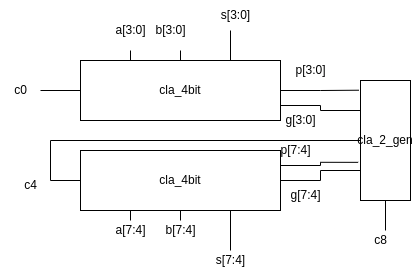 s[3:0]
a[3:0] b[3:0]
p[3:0]
c0
cla_4bit
g[3:0]
cla_2_gen
p[7:4]
c4
cla_4bit
g[7:4]
a[7:4] b[7:4]
c8
s[7:4]